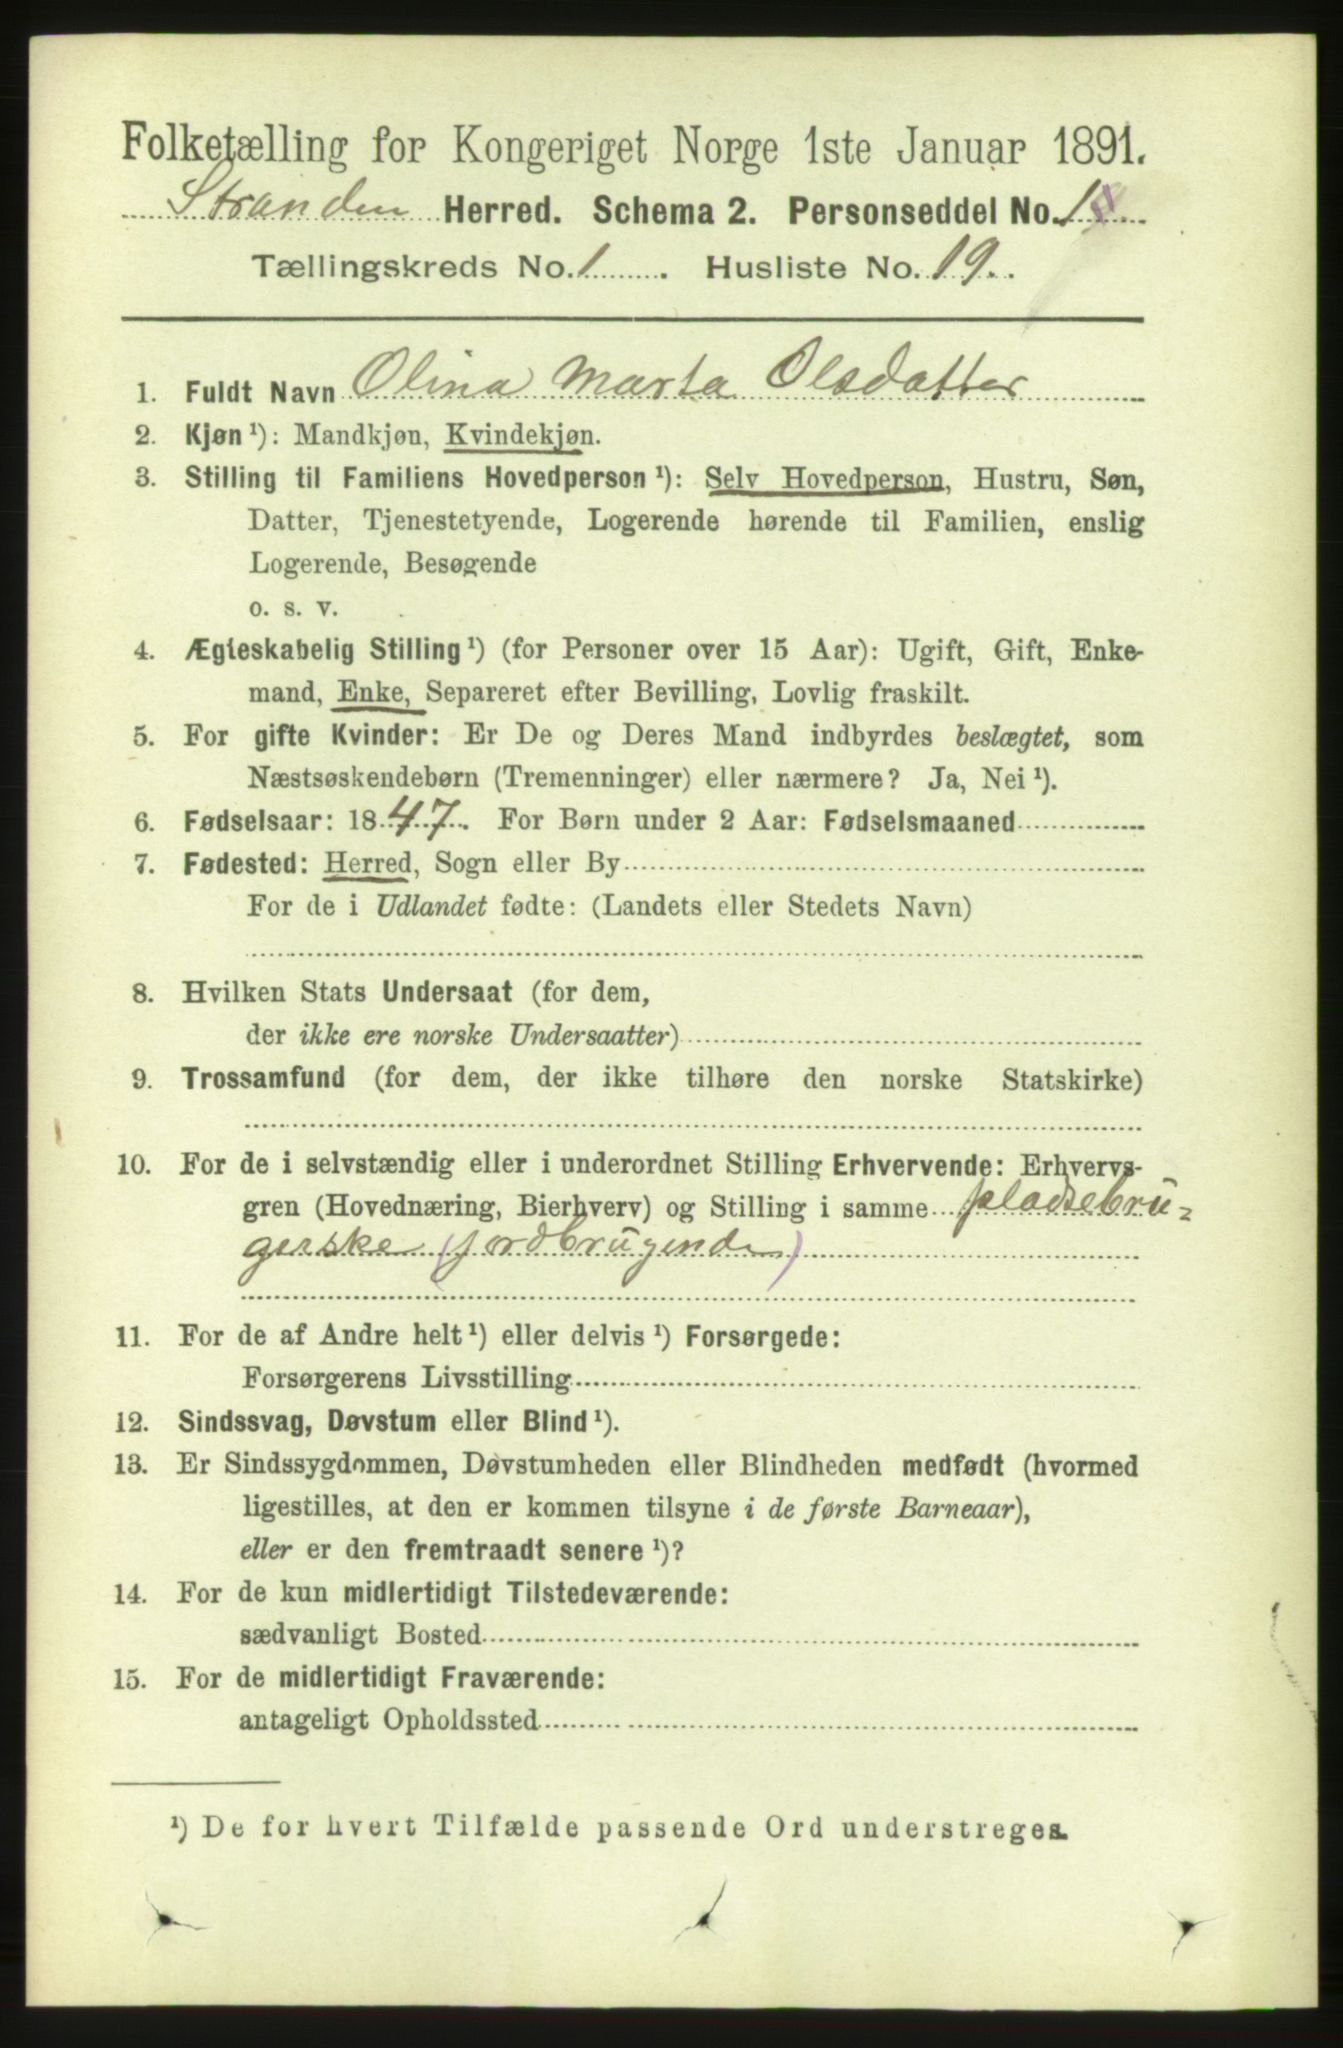 Folketælling for Kongeriget Norge 1ste Januar 1891.
Stranden Herred. Schema 2. Personseddel No. 1
Tællingskreds No. 1 . Husliste No. 19.
1. Fuldt Navn Olina Marta Olsdatter
2. Kjøn ¹): Mandkjøn, Kvindekjøn.
3. Stilling til Familiens Hovedperson ¹): Selv Hovedperson, Hustru, Søn,
Datter, Tjenestetyende, Logerende hørende til Familien, enslig
Logerende, Besøgende
o. s. v.
4. Ægteskabelig Stilling ¹) (for Personer over 15 Aar): Ugift, Gift, Enke-
mand, Enke, Separeret efter Bevilling, Lovlig fraskilt.
5. For gifte Kvinder: Er De og Deres Mand indbyrdes beslægtet, som
Næstsøskendebørn (Tremenninger) eller nærmere? Ja, Nei ¹).
6. Fødselsaar: 1847. For Børn under 2 Aar: Fødselsmaaned
7. Fødested: Herred, Sogn eller By
For de i Udlandet fødte: (Landets eller Stedets Navn)
8. Hvilken Stats Undersaat (for dem,
der ikke ere norske Undersaatter)
9. Trossamfund (for dem, der ikke tilhøre den norske Statskirke)
10. For de i selvstændig eller i underordnet Stilling Erhvervende: Erhvervs-
gren (Hovednæring, Bierhverv) og Stilling i samme pladsebru-
gerske (jordbrugende)
11. For de af Andre helt ¹) eller delvis ¹) Forsørgede:
Forsørgerens Livsstilling
12. Sindssvag, Døvstum eller Blind ¹).
13. Er Sindssygdommen, Døvstumheden eller Blindheden medfødt (hvormed
ligestilles, at den er kommen tilsyne i de første Barneaar),
eller er den fremtraadt senere ¹)?
14. For de kun midlertidigt Tilstedeværende:
sædvanligt Bosted
15. For de midlertidigt Fraværende:
antageligt Opholdssted
¹) De for hvert Tilfælde passende Ord understreges.